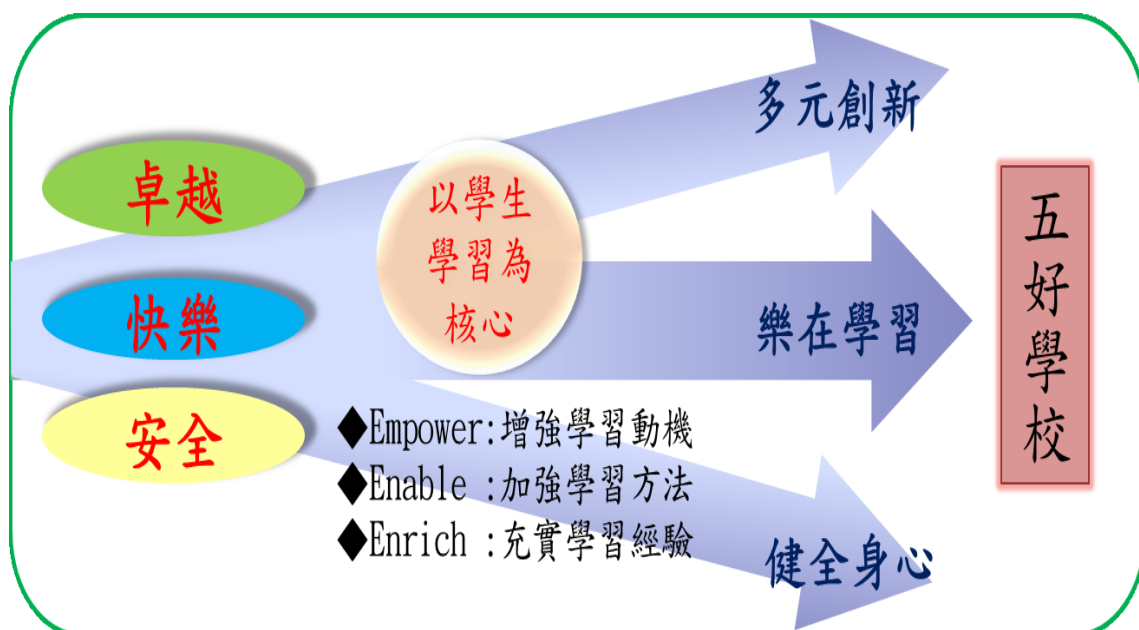 卓越
快樂
安全
以學生
學習為
核心
◆Empower:增強學習動機
◆Enable :加強學習方法
◆Enrich :充實學習經驗
多元創新
樂在學習
健全身心
五好學校